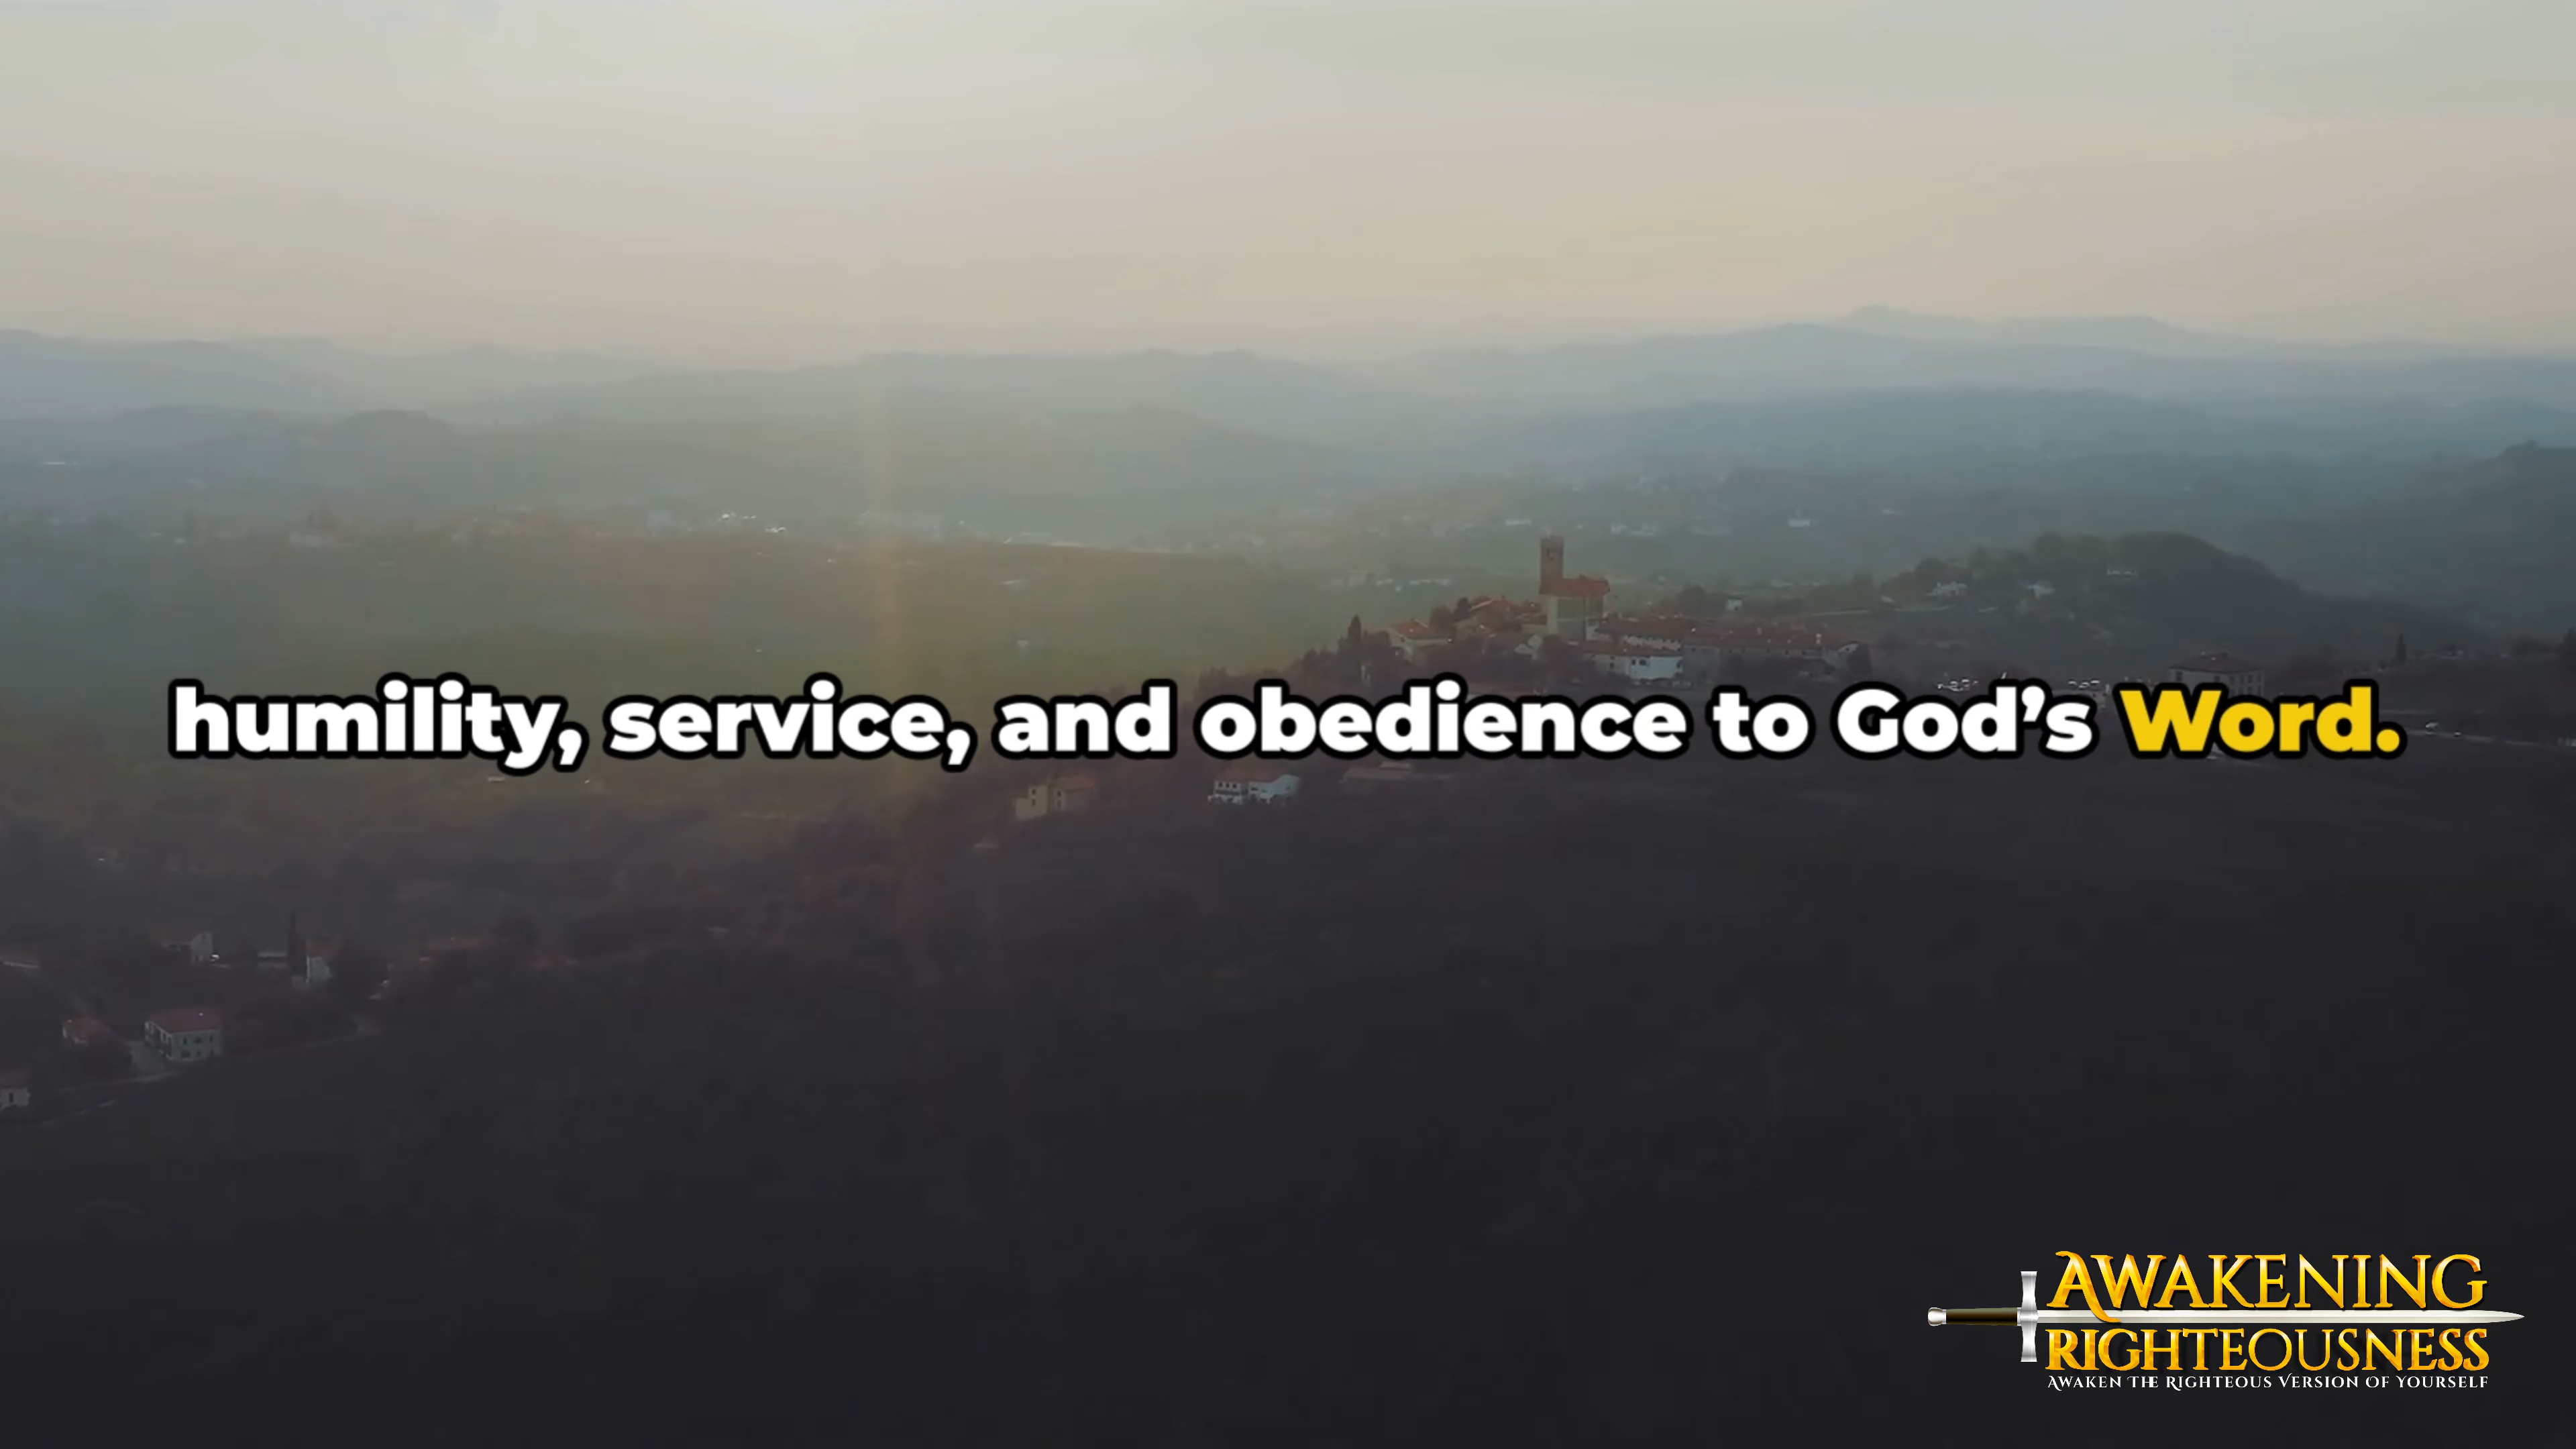 humility, service, and obedience to God’s Word.
AWAKENING
RIGHTEOUSNESS
AWAKEN THE RIGHTEOUS VERSION OF YOURSELF